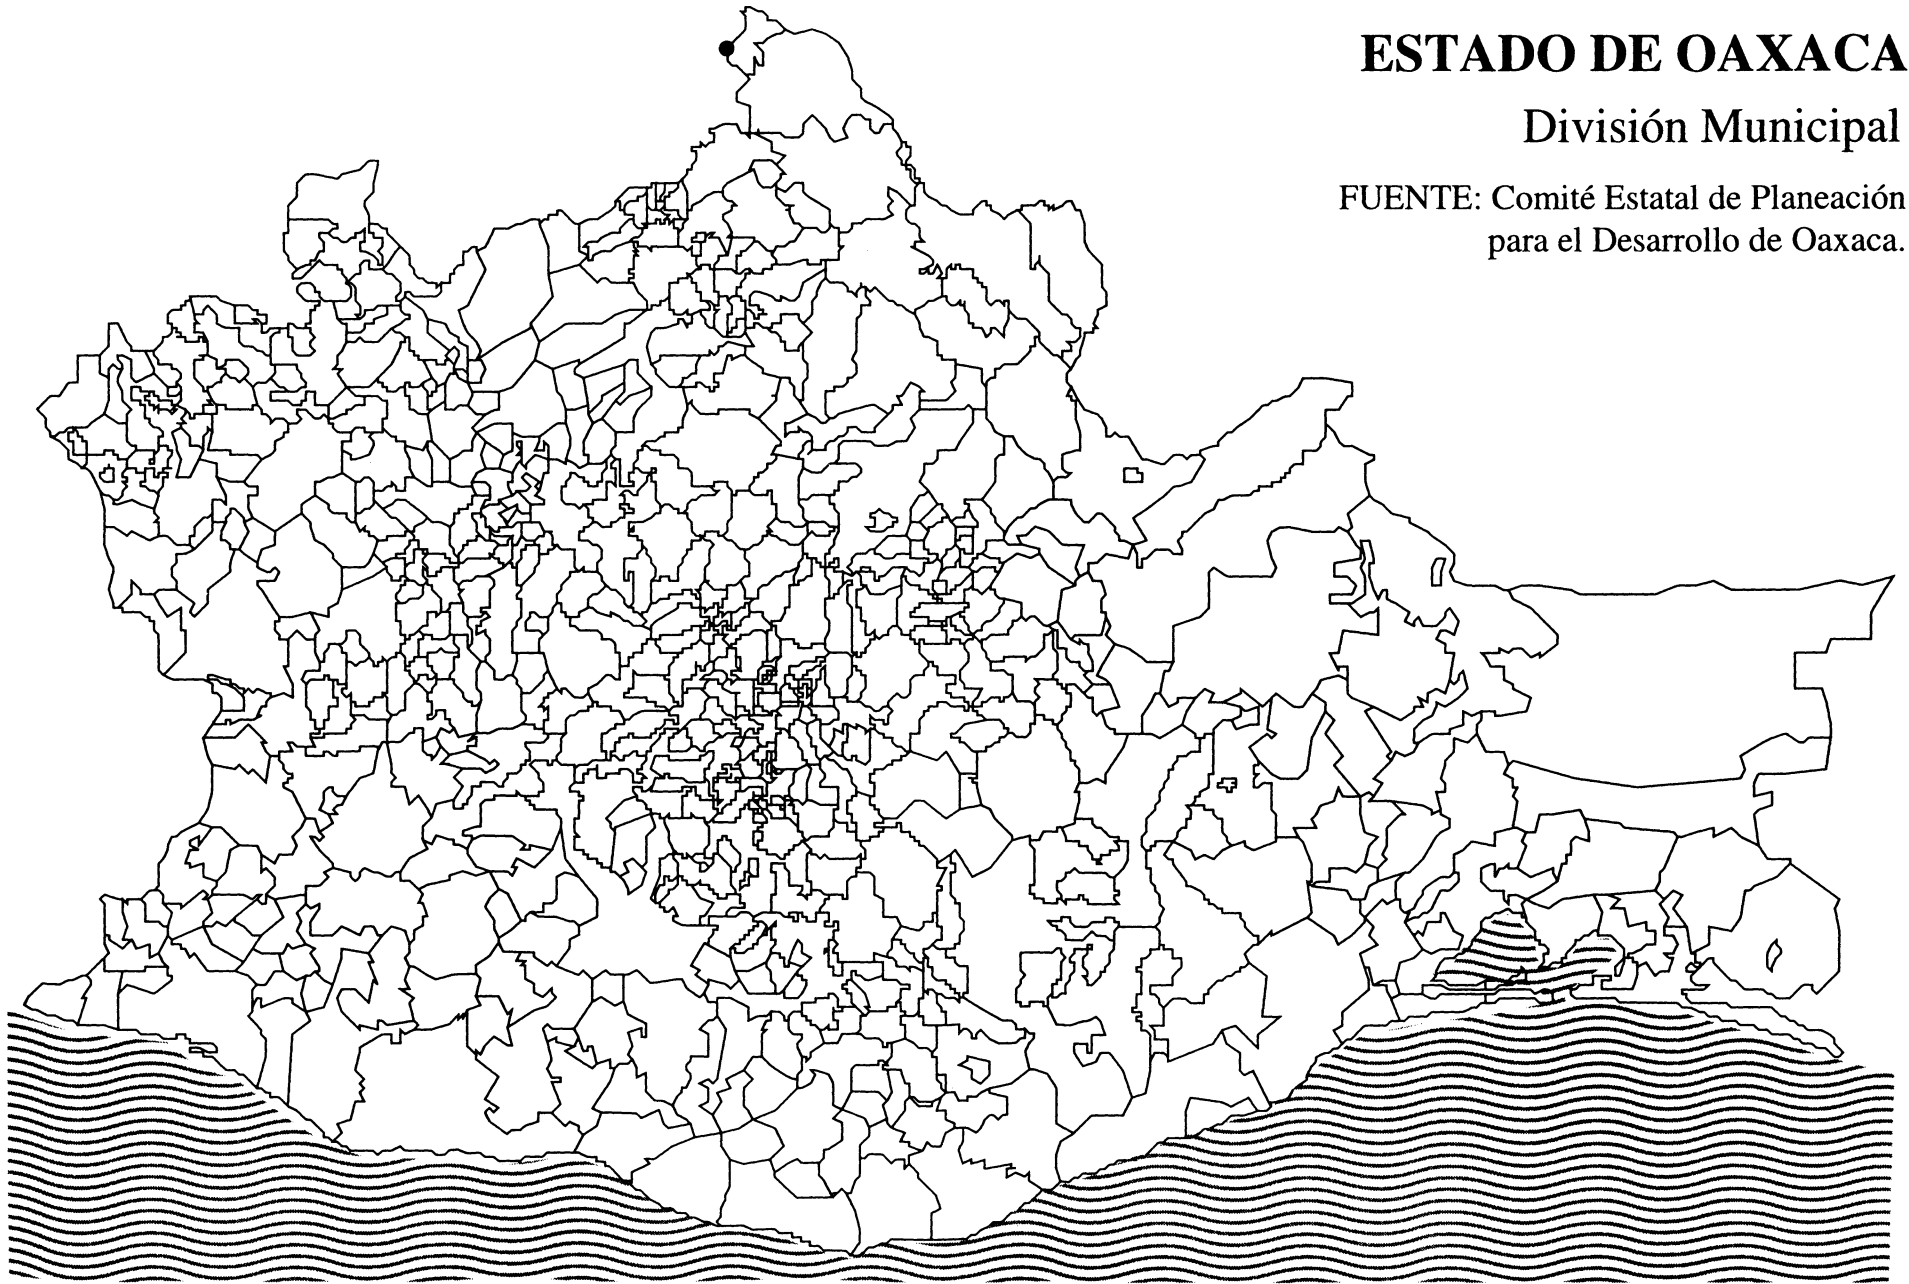 ESTADO DE OAXACA
División Municipal
FUENTE: Comité Estatal de Planeación
para el Desarrollo de Oaxaca.